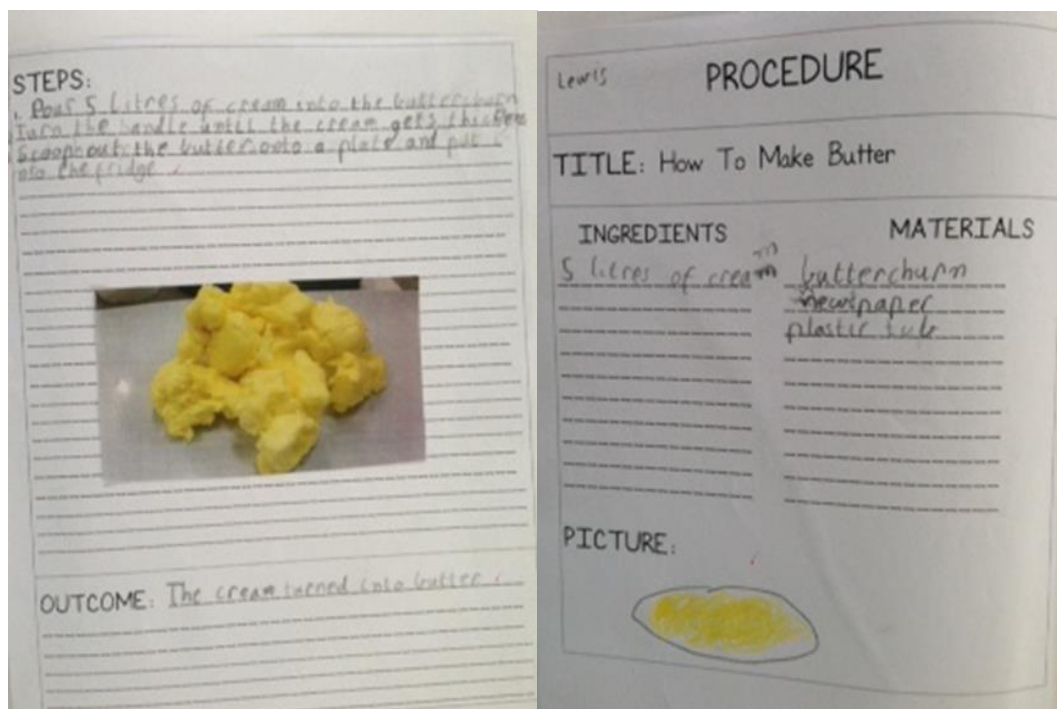 STEPS:
1. Pour 5 Litres of cream into the butterchurn
Turn the handle until the cream gets thicker
Scoop out the butter onto a plate and put i
nto the fridge.
OUTCOME: The cream turned into butter.
Lewis
PROCEDURE
TITLE: How To Make Butter
INGREDIENTS
5 litres of cream
m
MATERIALS
butterchurn
newspaper
plastic tub
PICTURE: